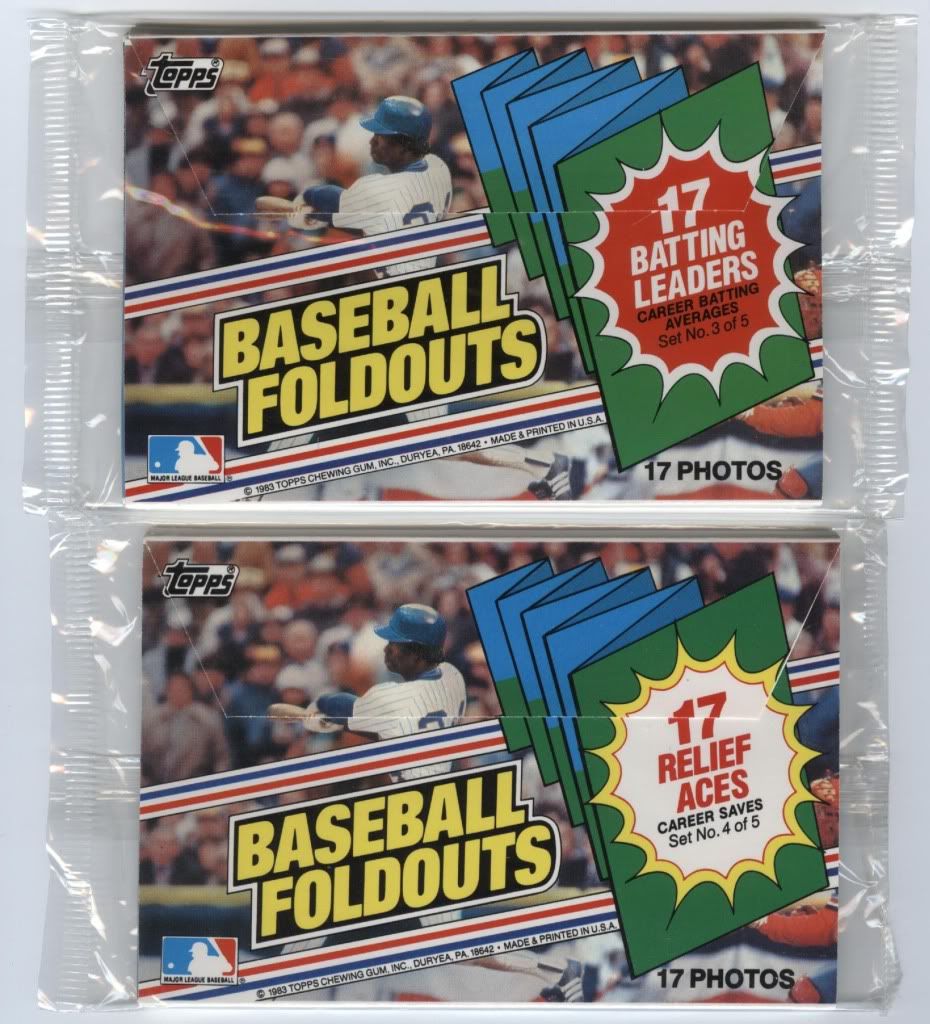 Topps®
17
BATTING
LEADERS
CAREER BATTING
AVERAGES
Set No. 3 of 5
BASEBALL
FOLDOUTS
MAJOR LEAGUE BASEBALL®
© 1983 TOPPS CHEWING GUM, INC., DURYEA, PA. 18642 • MADE & PRINTED IN U.S.A.
17 PHOTOS
Topps®
17
RELIEF
ACES
CAREER SAVES
Set No. 4 of 5
BASEBALL
FOLDOUTS
MAJOR LEAGUE BASEBALL®
© 1983 TOPPS CHEWING GUM, INC., DURYEA, PA. 18642 • MADE & PRINTED IN U.S.A.
17 PHOTOS